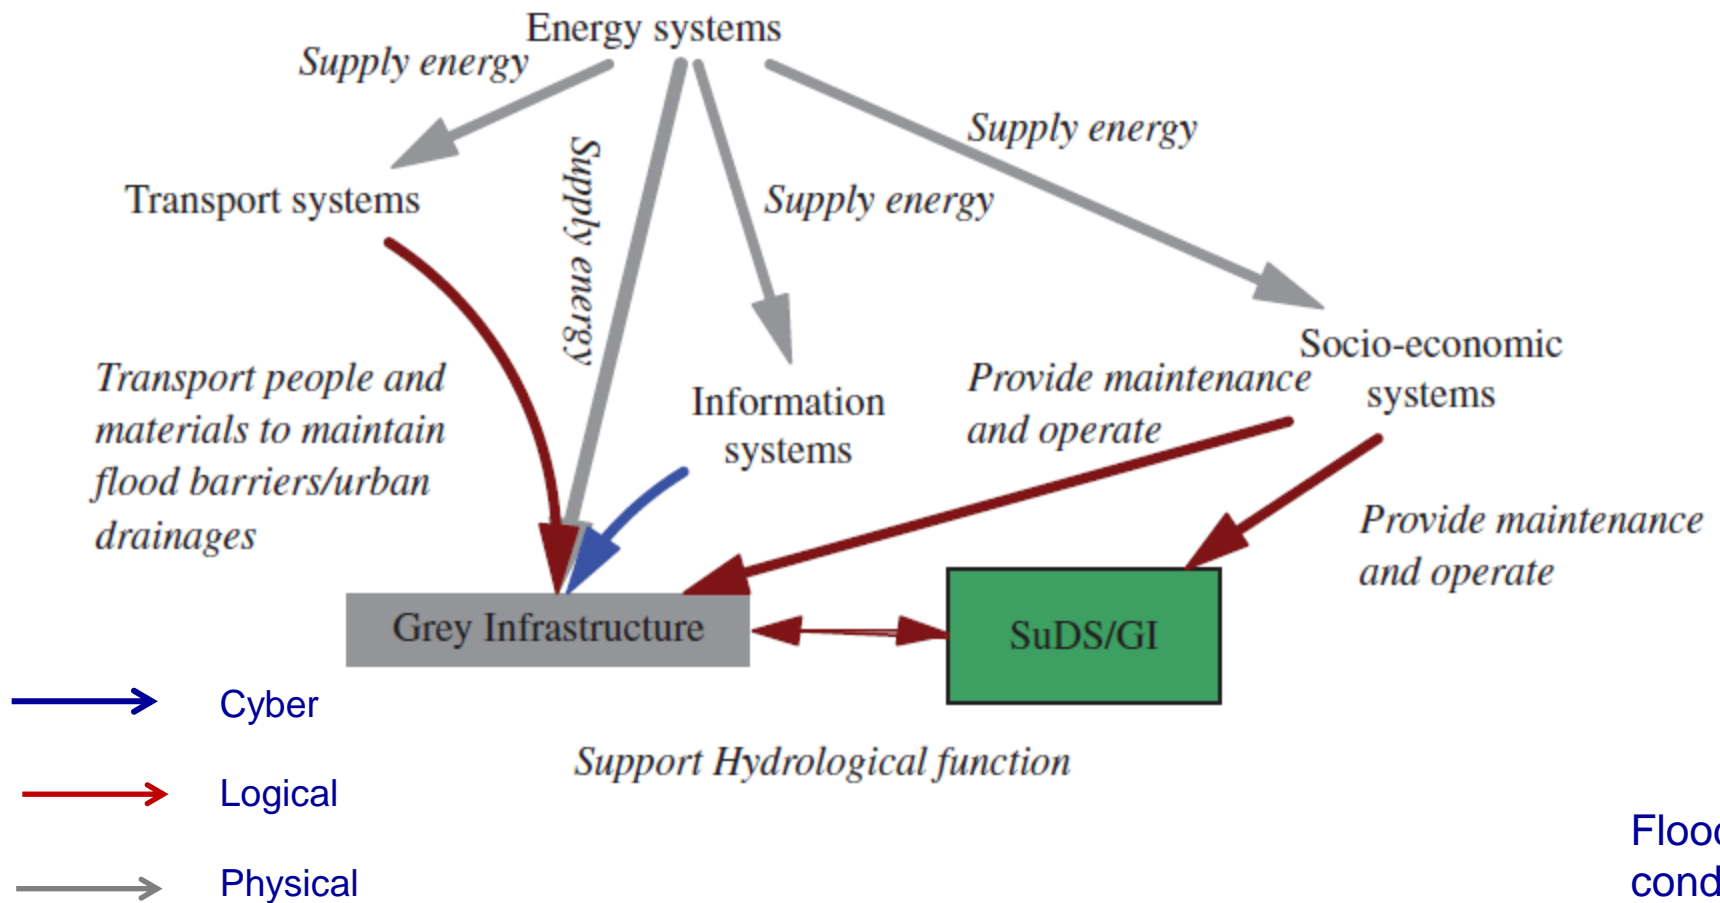 Energy systems
Supply energy
Supply energy
Supply energy
Supply energy
Transport systems
Socio-economic
systems
Transport people and
materials to maintain
flood barriers/urban
drainages
Information
systems
Provide maintenance
and operate
Provide maintenance
and operate
Grey Infrastructure
SuDS/GI
Cyber
Support Hydrological function
Logical
Physical